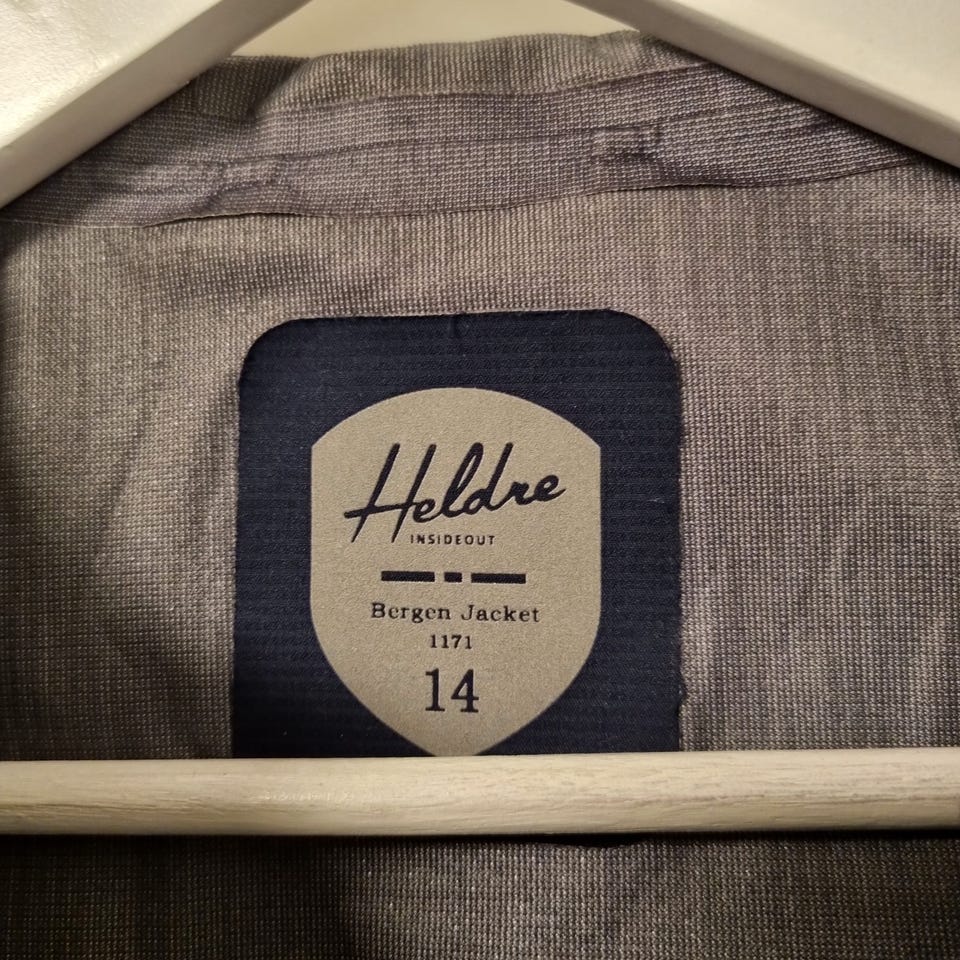 Heldre
INSIDEOUT
Bergen Jacket
1171
14